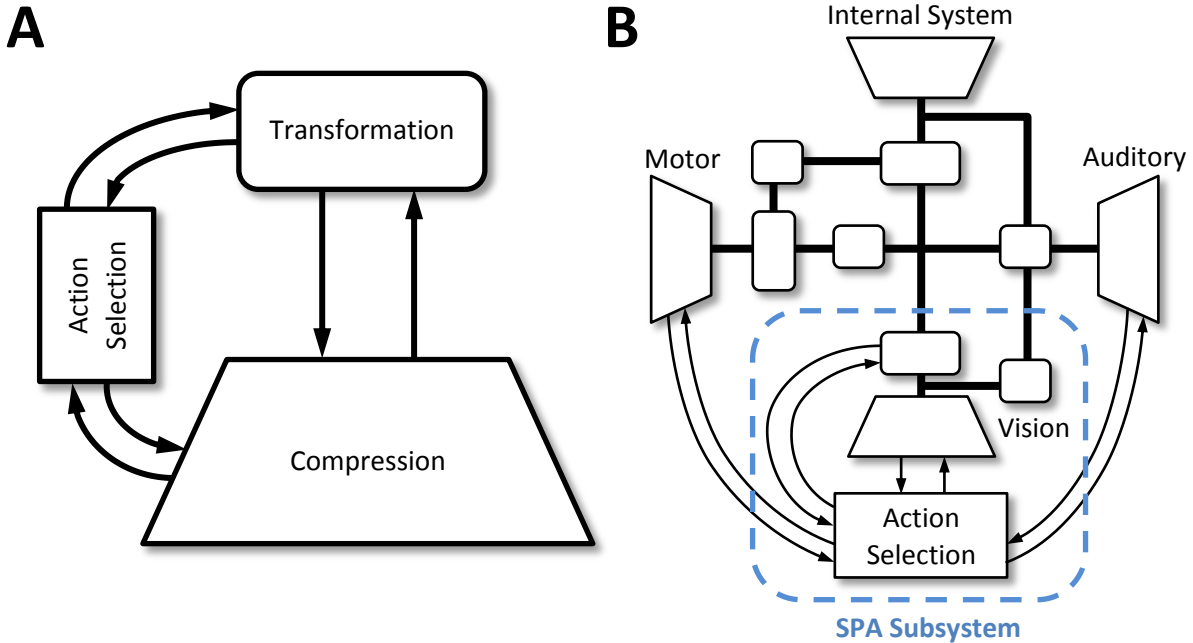 A
Transformation
Action
Selection
Compression
B
Internal System
Motor
Auditory
Vision
Action
Selection
SPA Subsystem